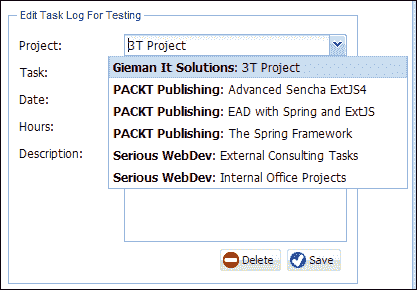 Edit Task Log For Testing
Project: 3T Project
Gieman It Solutions: 3T Project
Task:
PACKT Publishing: Advanced Sencha ExtJS4
Date:
PACKT Publishing: EAD with Spring and ExtJS
Hours:
PACKT Publishing: The Spring Framework
Description:
Serious WebDev: External Consulting Tasks
Serious WebDev: Internal Office Projects
Delete Save